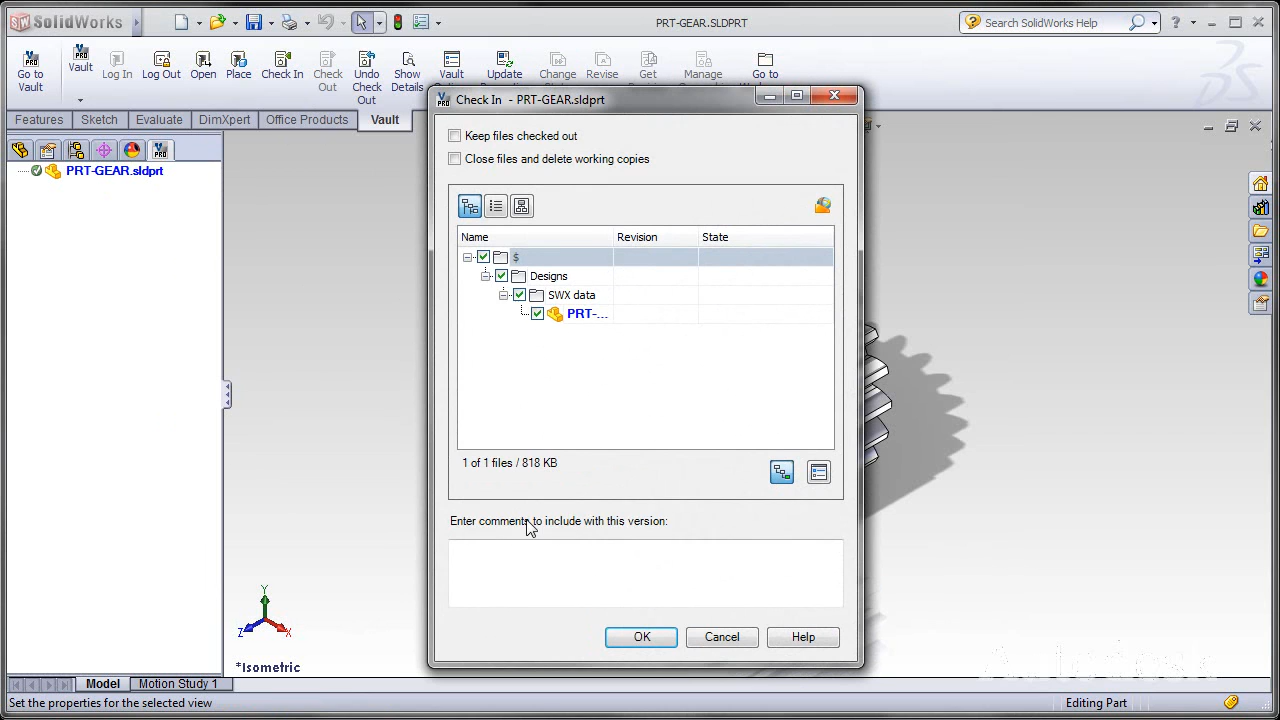 SolidWorks
PRT-GEAR.SLDPRT
Search SolidWorks Help
Go to Vault
Vault
Log In
Log Out
Open
Place
Check In
Check Out
Undo Check Out
Show Details
Vault
Update
Change
Revise
Get
Manage
Go to
Features
Sketch
Evaluate
DimXpert
Office Products
Vault
PRT-GEAR.sldprt
Check In - PRT-GEAR.sldprt
Keep files checked out
Close files and delete working copies
Name Revision State
$
Designs
SWX data
PRT-...
1 of 1 files / 818 KB
Enter comments to include with this version:
OK
Cancel
Help
Y
Z
X
*Isometric
Autodesk
Model
Motion Study 1
Set the properties for the selected view
Editing Part